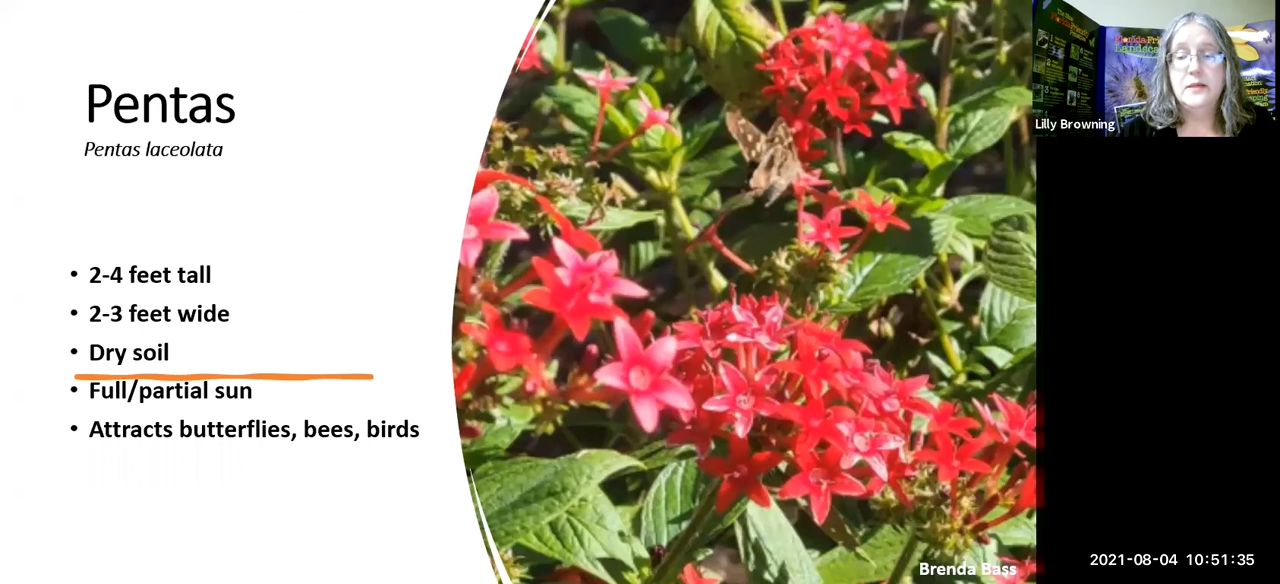 Pentas
Pentas laceolata
• 2-4 feet tall
• 2-3 feet wide
• Dry soil
• Full/partial sun
• Attracts butterflies, bees, birds
Brenda Bass
Lilly Browning
2021-08-04 10:51:35